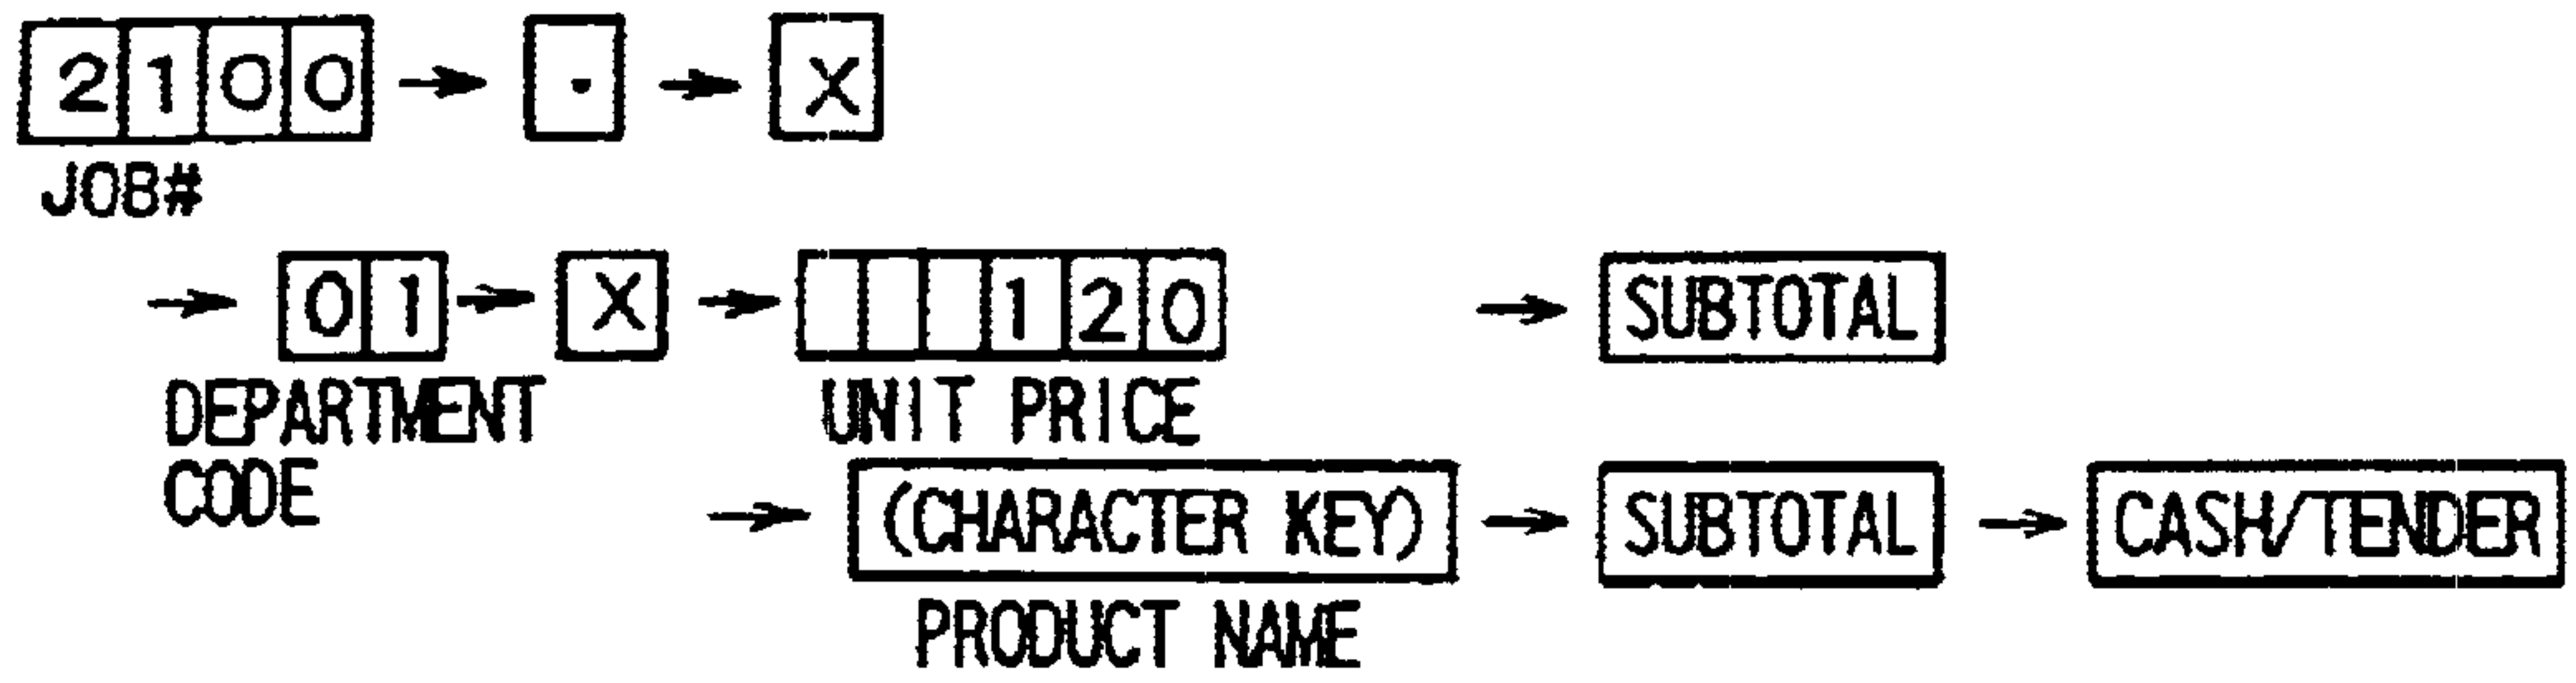 2100 → . → X
JOB#
→ 01 → X → 120 → SUBTOTAL
DEPARTMENT UNIT PRICE
CODE → (CHARACTER KEY) → SUBTOTAL → CASH/TENDER
PRODUCT NAME